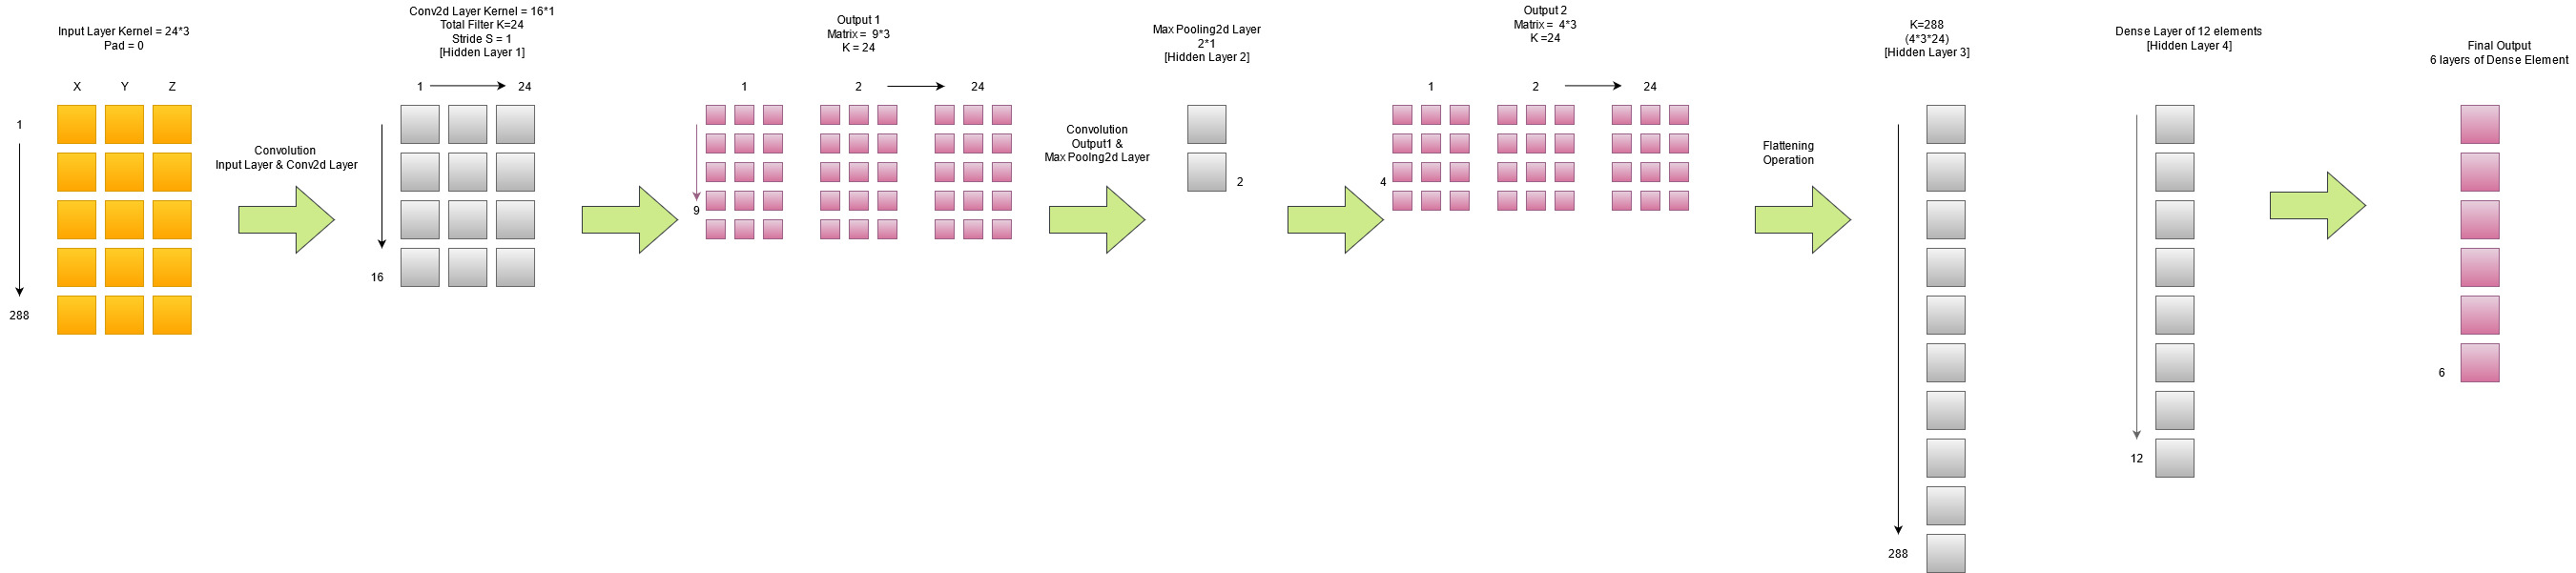 Input Layer Kernel = 24*3
Pad = 0
X Y Z
1
288
Convolution
Input Layer & Conv2d Layer
Conv2d Layer Kernel = 16*1
Total Filter K=24
Stride S = 1
[Hidden Layer 1]
1 24
16
Output 1
Matrix = 9*3
K = 24
1 2 24
9
Convolution
Output1 &
Max Poolng2d Layer
Max Pooling2d Layer
2*1
[Hidden Layer 2]
2
Output 2
Matrix = 4*3
K =24
1 2 24
4
Flattening
Operation
K=288
(4*3*24)
[Hidden Layer 3]
288
Dense Layer of 12 elements
[Hidden Layer 4]
12
Final Output
6 layers of Dense Element
6